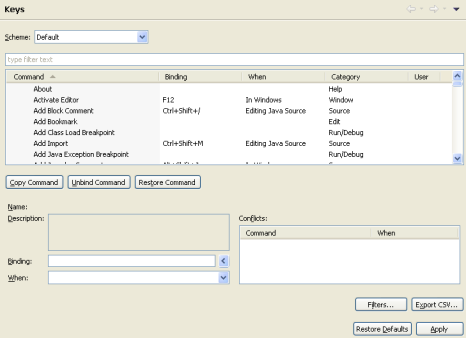 Keys
Scheme: Default
type filter text
Command Binding When Category User
About Help
Activate Editor F12 In Windows Window
Add Block Comment Ctrl+Shift+/ Editing Java Source Source
Add Bookmark Edit
Add Class Load Breakpoint Run/Debug
Add Import Ctrl+Shift+M Editing Java Source Source
Add Java Exception Breakpoint Run/Debug
Copy Command Unbind Command Restore Command
Name:
Description: Conflicts:
Command When
Binding:
When:
Filters... Export CSV...
Restore Defaults Apply